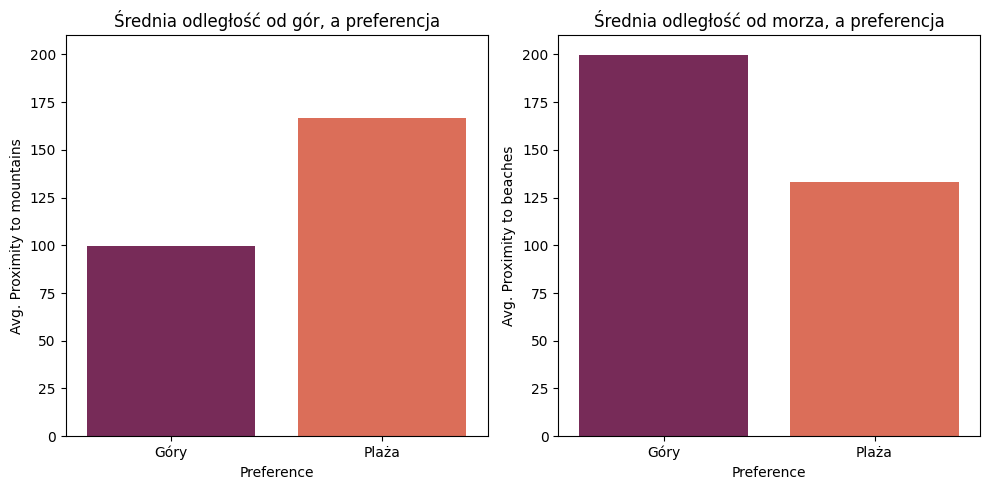 Średnia odległość od gór, a preferencja
200
175
150
125
100
75
50
25
0
Avg. Proximity to mountains
Góry
Plaża
Preference
Średnia odległość od morza, a preferencja
200
175
150
125
100
75
50
25
0
Avg. Proximity to beaches
Góry
Plaża
Preference